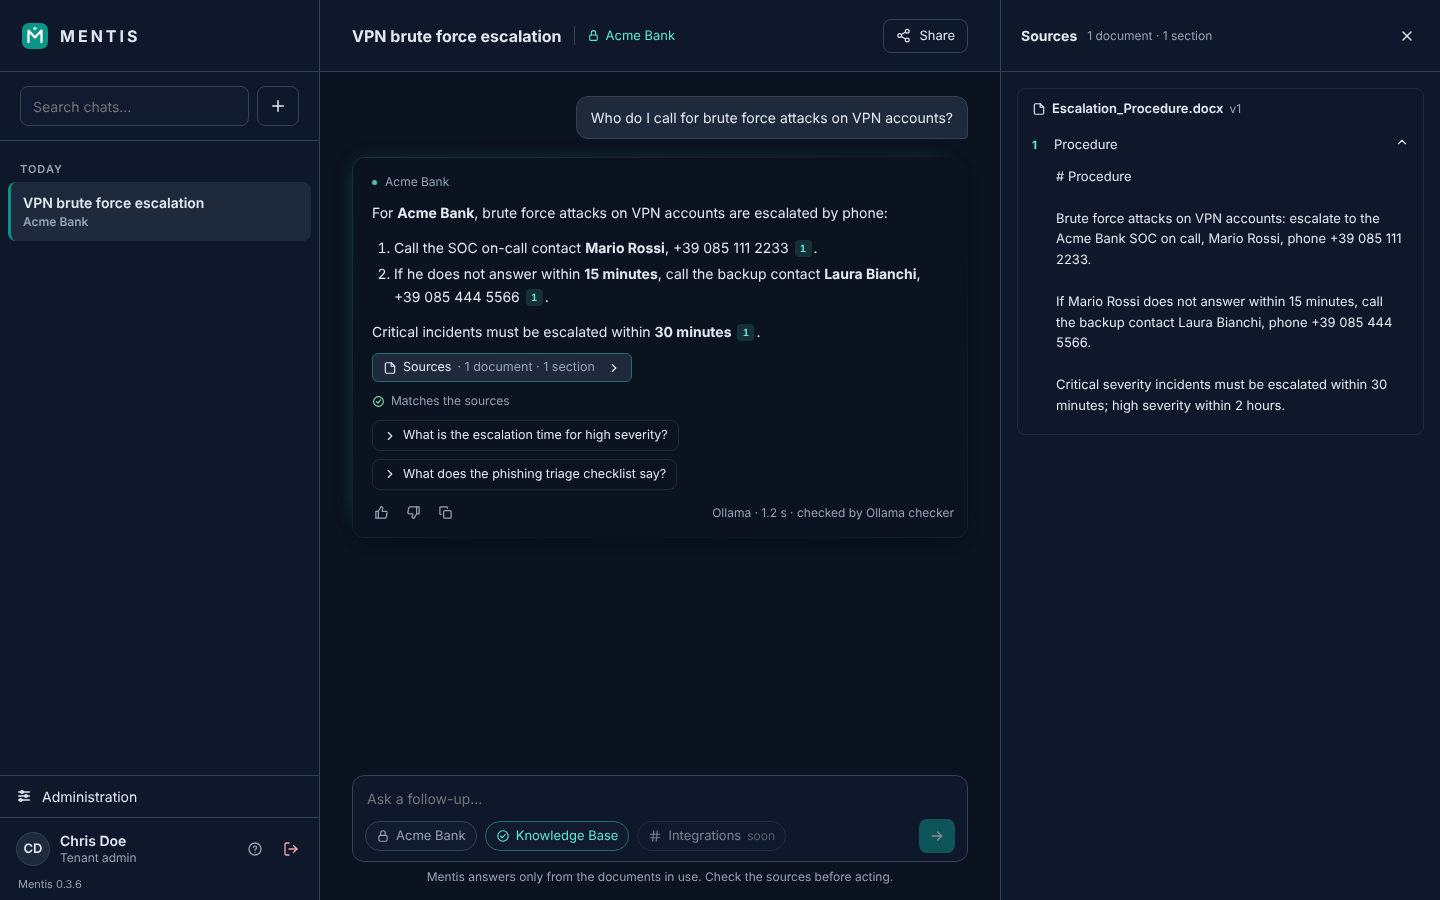 MENTIS
Search chats...
TODAY
VPN brute force escalation
Acme Bank
Administration
CD
Chris Doe
Tenant admin
Mentis 0.3.6
VPN brute force escalation
Acme Bank
Share
Who do I call for brute force attacks on VPN accounts?
Acme Bank
For Acme Bank, brute force attacks on VPN accounts are escalated by phone:
1. Call the SOC on-call contact Mario Rossi, +39 085 111 2233 1.
2. If he does not answer within 15 minutes, call the backup contact Laura Bianchi,
+39 085 444 5566 1.
Critical incidents must be escalated within 30 minutes 1.
Sources · 1 document · 1 section
Matches the sources
What is the escalation time for high severity?
What does the phishing triage checklist say?
Ollama · 1.2 s · checked by Ollama checker
Ask a follow-up...
Acme Bank
Knowledge Base
Integrations soon
Mentis answers only from the documents in use. Check the sources before acting.
Sources 1 document · 1 section
Escalation_Procedure.docx v1
1 Procedure
# Procedure
Brute force attacks on VPN accounts: escalate to the
Acme Bank SOC on call, Mario Rossi, phone +39 085 111
2233.
If Mario Rossi does not answer within 15 minutes, call
the backup contact Laura Bianchi, phone +39 085 444
5566.
Critical severity incidents must be escalated within 30
minutes; high severity within 2 hours.